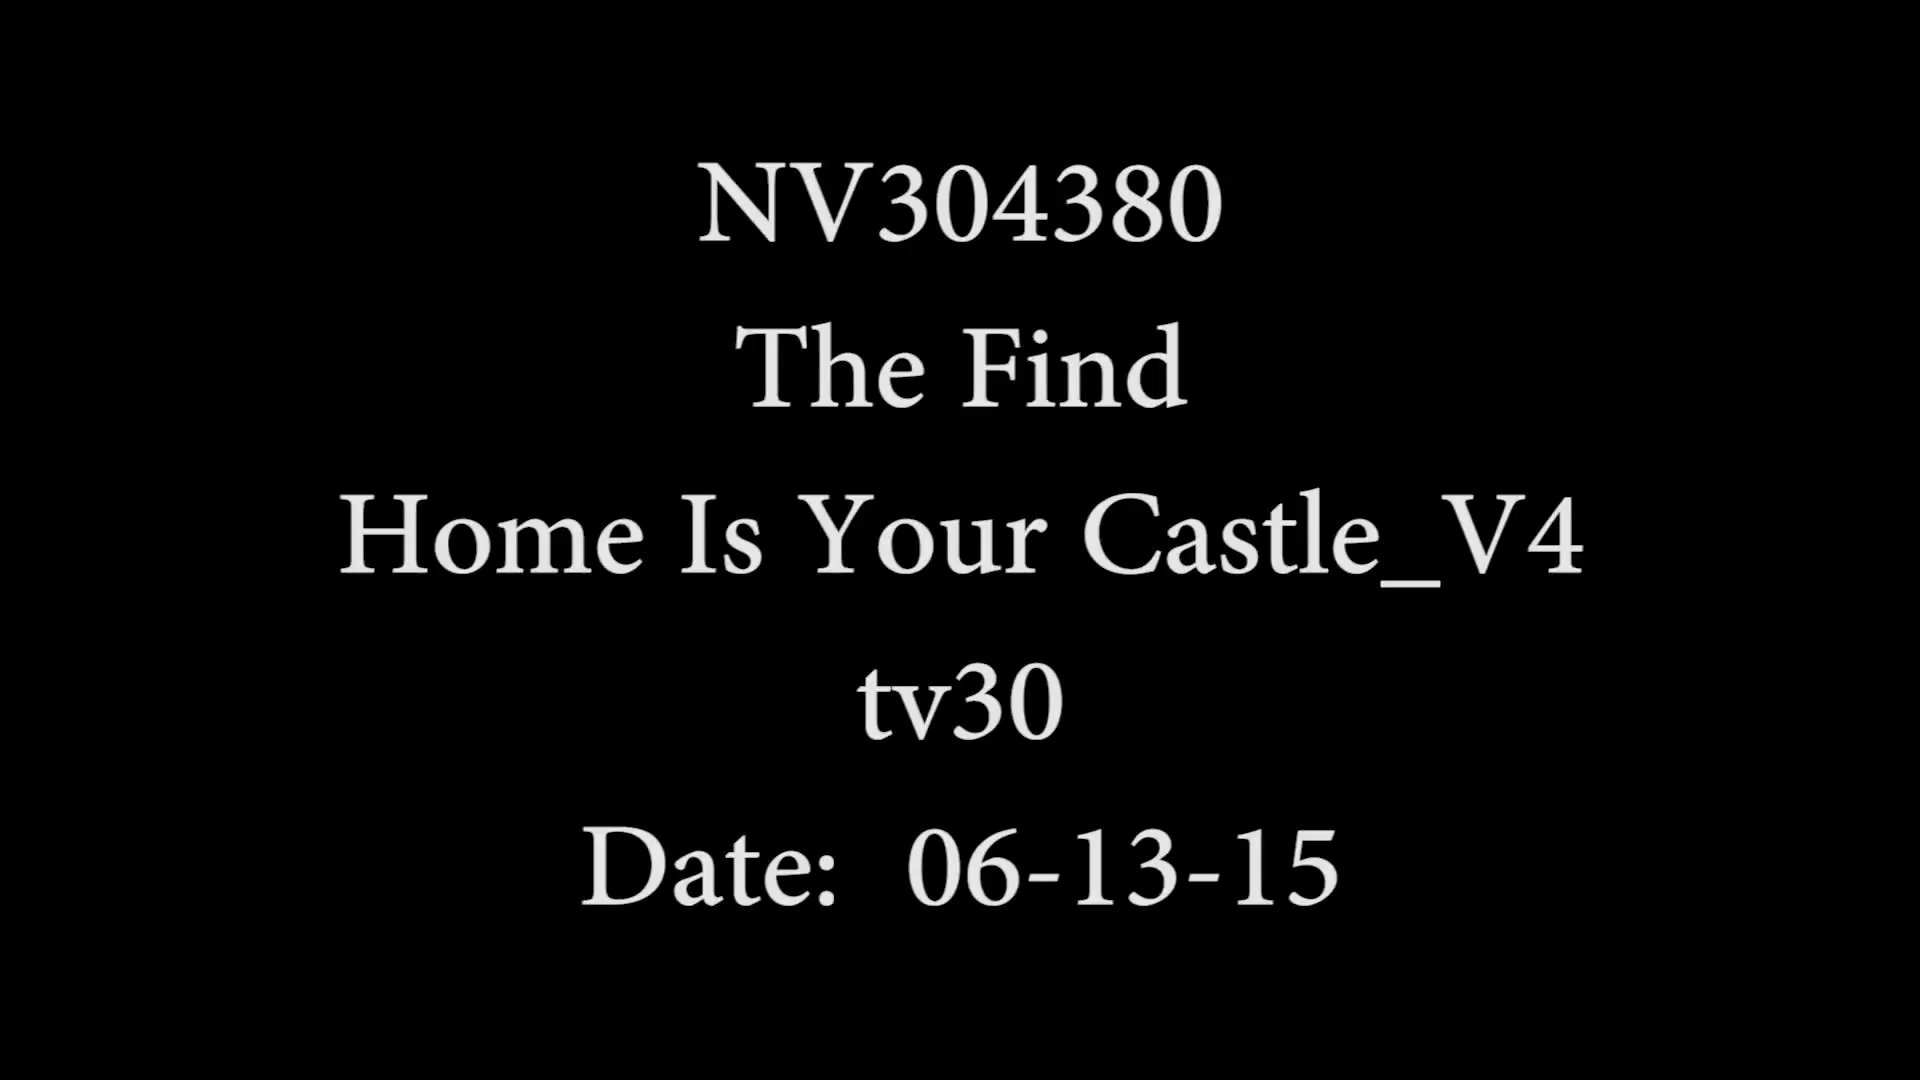 NV304380
The Find
Home Is Your Castle_V4
tv30
Date:  06-13-15